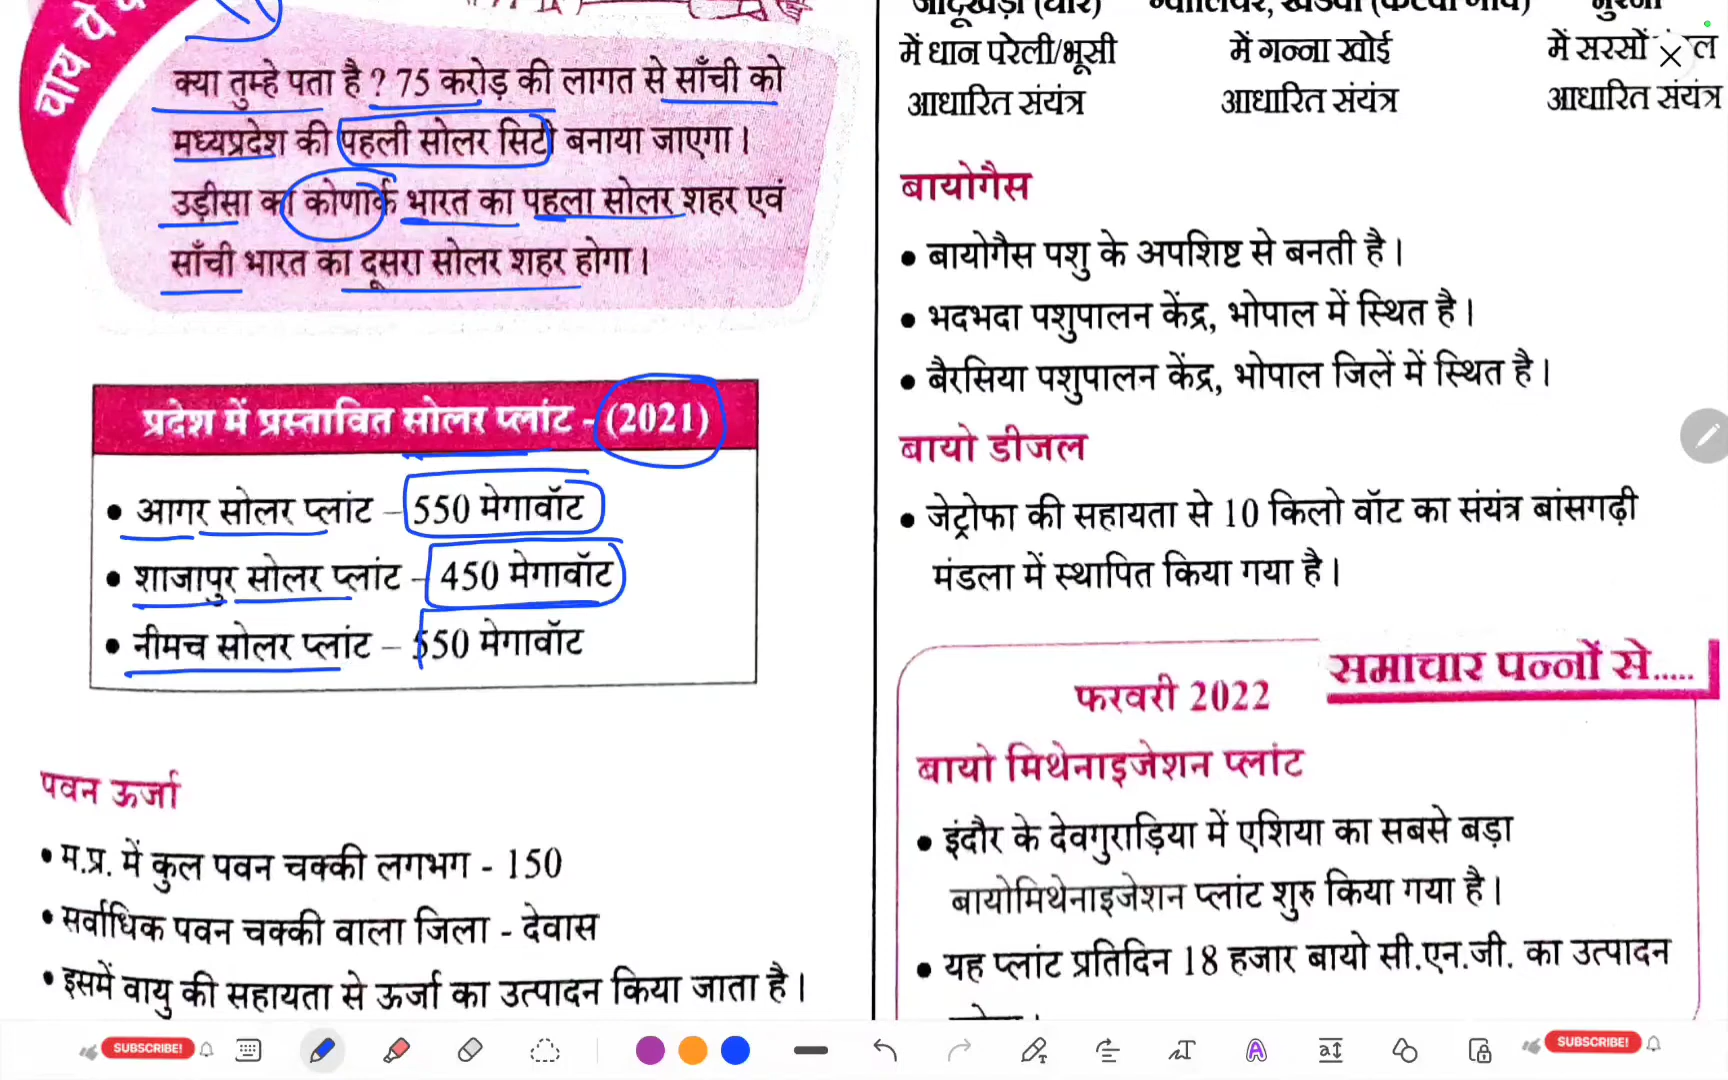 चाय पे
क्या तुम्हे पता है ? 75 करोड़ की लागत से साँची को
मध्यप्रदेश की पहली सोलर सिटी बनाया जाएगा।
उड़ीसा का कोणार्क भारत का पहला सोलर शहर एवं
साँची भारत का दूसरा सोलर शहर होगा।
प्रदेश में प्रस्तावित सोलर प्लांट - (2021)
• आगर सोलर प्लांट – 550 मेगावॉट
• शाजापुर सोलर प्लांट – 450 मेगावॉट
• नीमच सोलर प्लांट – 550 मेगावॉट
पवन ऊर्जा
• म.प्र. में कुल पवन चक्की लगभग - 150
• सर्वाधिक पवन चक्की वाला जिला - देवास
• इसमें वायु की सहायता से ऊर्जा का उत्पादन किया जाता है।
में धान परेली/भूसी में गन्ना खोई में सरसों
आधारित संयंत्र आधारित संयंत्र आधारित संयंत्र
बायोगैस
• बायोगैस पशु के अपशिष्ट से बनती है।
• भदभदा पशुपालन केंद्र, भोपाल में स्थित है।
• बैरसिया पशुपालन केंद्र, भोपाल जिलें में स्थित है।
बायो डीजल
• जेट्रोफा की सहायता से 10 किलो वॉट का संयंत्र बांसगढ़ी
मंडला में स्थापित किया गया है।
समाचार पन्नों से.....
फरवरी 2022
बायो मिथेनाइजेशन प्लांट
• इंदौर के देवगुराड़िया में एशिया का सबसे बड़ा
बायोमिथेनाइजेशन प्लांट शुरु किया गया है।
• यह प्लांट प्रतिदिन 18 हजार बायो सी.एन.जी. का उत्पादन
SUBSCRIBE! SUBSCRIBE!